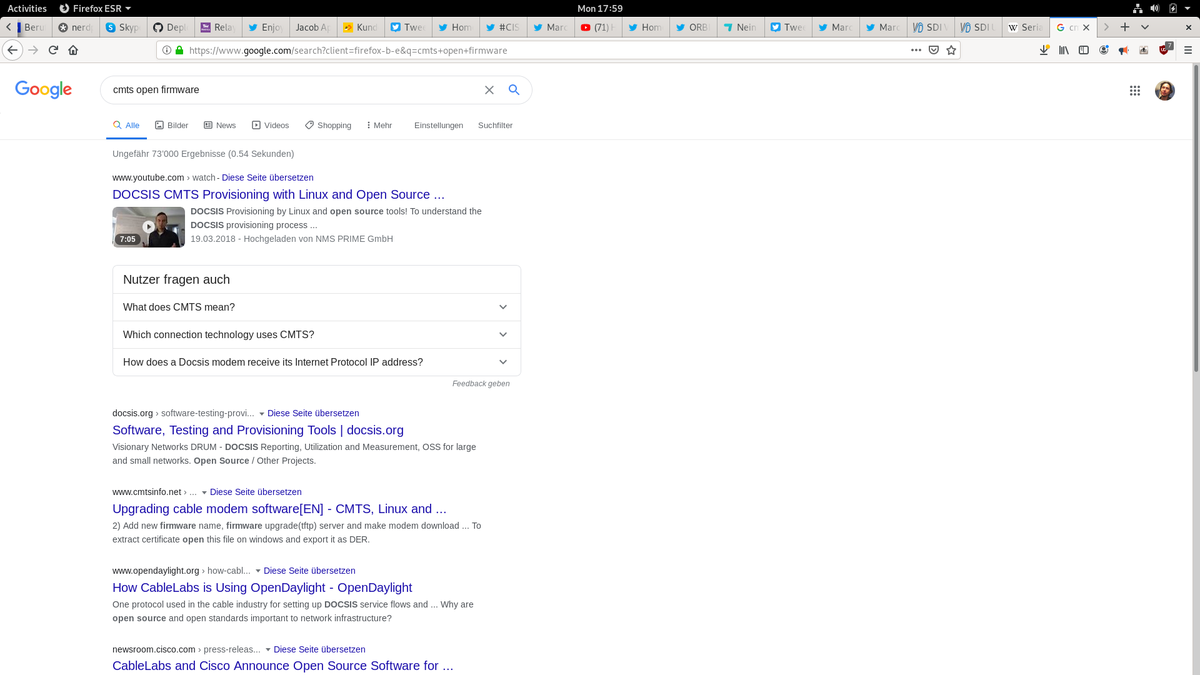 Activities Firefox ESR Mon 17:59
Beru nerd Skyp Depl Relay Enjoy Jacob Ap Kund Twee Hom #CIS Marc (71) Hom ORB Nein Twee Marc Marc SDI SDI Seria
https://www.google.com/search?client=firefox-b-e&q=cmts+open+firmware
7
Google cmts open firmware
Alle Bilder News Videos Shopping Mehr Einstellungen Suchfilter
Ungefähr 73'000 Ergebnisse (0.54 Sekunden)
www.youtube.com › watch - Diese Seite übersetzen
DOCSIS CMTS Provisioning with Linux and Open Source ...
7:05
DOCSIS Provisioning by Linux and open source tools! To understand the
DOCSIS provisioning process ...
19.03.2018 - Hochgeladen von NMS PRIME GmbH
Nutzer fragen auch
What does CMTS mean?
Which connection technology uses CMTS?
How does a Docsis modem receive its Internet Protocol IP address?
Feedback geben
docsis.org › software-testing-provi... Diese Seite übersetzen
Software, Testing and Provisioning Tools | docsis.org
Visionary Networks DRUM - DOCSIS Reporting, Utilization and Measurement, OSS for large
and small networks. Open Source / Other Projects.
www.cmtsinfo.net › ... Diese Seite übersetzen
Upgrading cable modem software[EN] - CMTS, Linux and ...
2) Add new firmware name, firmware upgrade(tftp) server and make modem download ... To
extract certificate open this file on windows and export it as DER.
www.opendaylight.org › how-cabl... Diese Seite übersetzen
How CableLabs is Using OpenDaylight - OpenDaylight
One protocol used in the cable industry for setting up DOCSIS service flows and ... Why are
open source and open standards important to network infrastructure?
newsroom.cisco.com › press-releas... Diese Seite übersetzen
CableLabs and Cisco Announce Open Source Software for ...